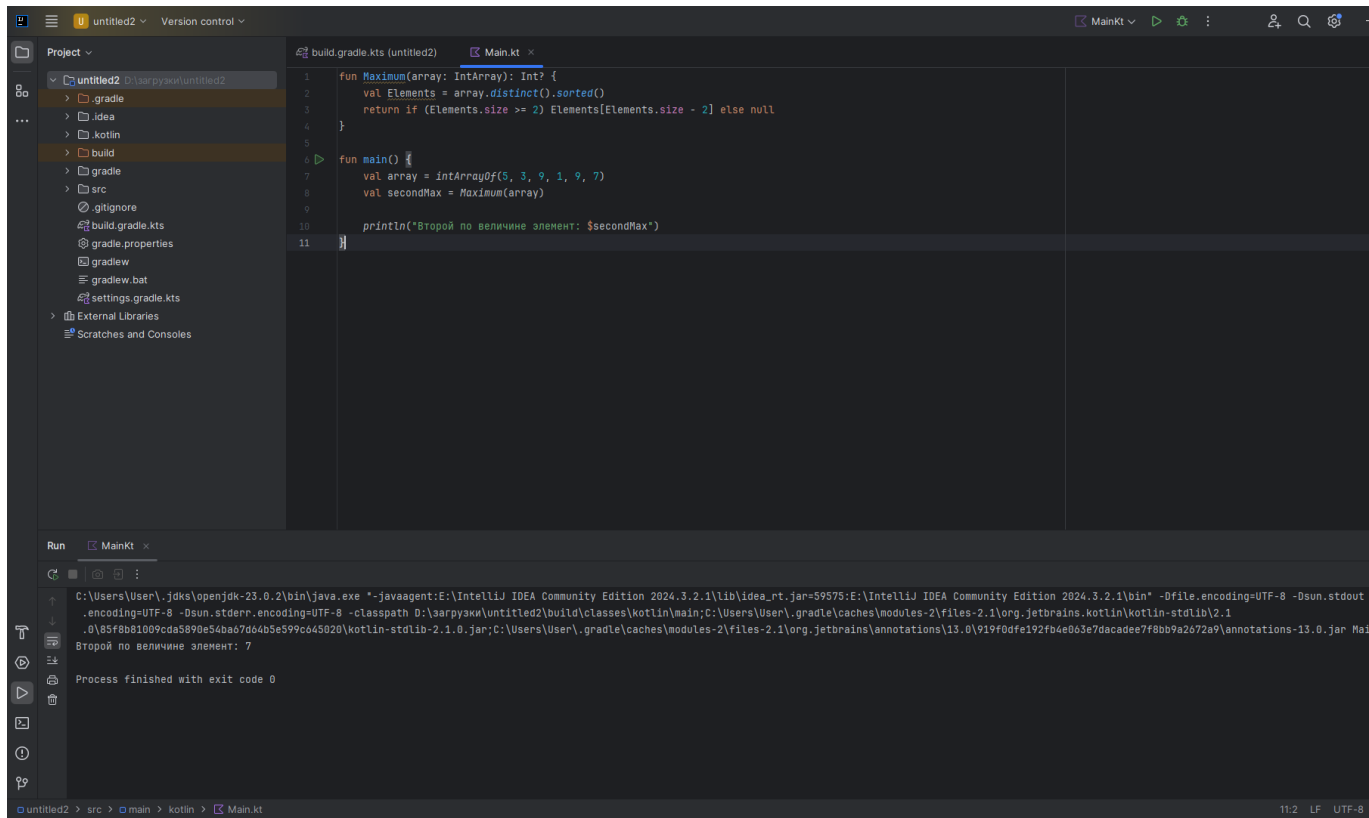 U untitled2 Version control MainKt
Project
build.gradle.kts (untitled2) Main.kt
untitled2 D:\загрузки\untitled2
.gradle
.idea
.kotlin
build
gradle
src
.gitignore
build.gradle.kts
gradle.properties
gradlew
gradlew.bat
settings.gradle.kts
External Libraries
Scratches and Consoles
1 fun Maximum(array: IntArray): Int? {
2 val Elements = array.distinct().sorted()
3 return if (Elements.size >= 2) Elements[Elements.size - 2] else null
4 }
5
6 fun main() {
7 val array = intArrayOf(5, 3, 9, 1, 9, 7)
8 val secondMax = Maximum(array)
9
10 println("Второй по величине элемент: $secondMax")
11 }
Run MainKt
C:\Users\User\.jdks\openjdk-23.0.2\bin\java.exe "-javaagent:E:\IntelliJ IDEA Community Edition 2024.3.2.1\lib\idea_rt.jar=59575:E:\IntelliJ IDEA Community Edition 2024.3.2.1\bin" -Dfile.encoding=UTF-8 -Dsun.stdout
.encoding=UTF-8 -Dsun.stderr.encoding=UTF-8 -classpath D:\загрузки\untitled2\build\classes\kotlin\main;C:\Users\User\.gradle\caches\modules-2\files-2.1\org.jetbrains.kotlin\kotlin-stdlib\2.1
.0\85f8b81009cda5890e54ba67d64b5e599c645020\kotlin-stdlib-2.1.0.jar;C:\Users\User\.gradle\caches\modules-2\files-2.1\org.jetbrains\annotations\13.0\919f0dfe192fb4e063e7dacadee7f8bb9a2672a9\annotations-13.0.jar Mai
Второй по величине элемент: 7
Process finished with exit code 0
untitled2 > src > main > kotlin > Main.kt 11:2 LF UTF-8